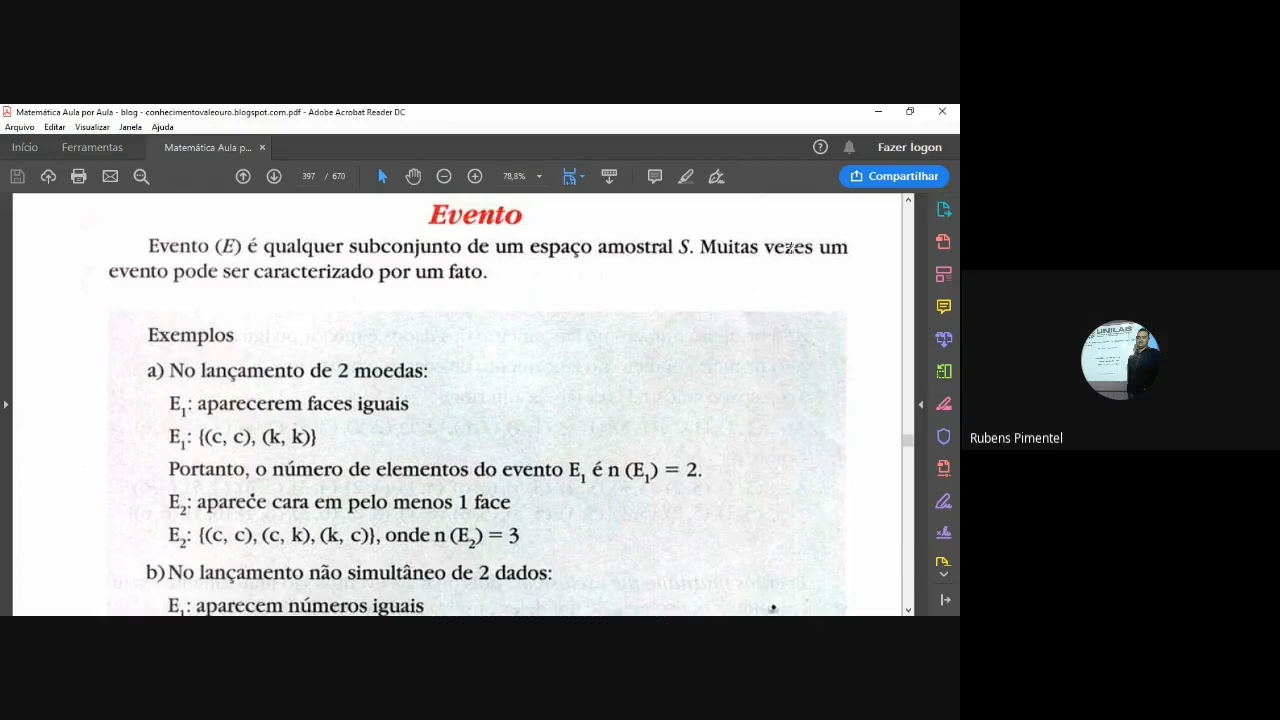 Matemática Aula por Aula - blog - conhecimentovaleouro.blogspot.com.pdf - Adobe Acrobat Reader DC
Arquivo Editar Visualizar Janela Ajuda
Início Ferramentas Matemática Aula p... × Fazer logon
397 / 670 78,8% Compartilhar
Evento
Evento (E) é qualquer subconjunto de um espaço amostral S. Muitas vezes um
evento pode ser caracterizado por um fato.
Exemplos
a) No lançamento de 2 moedas:
E₁: aparecerem faces iguais
E₁: {(c, c), (k, k)}
Portanto, o número de elementos do evento E₁ é n (E₁) = 2.
E₂: aparece cara em pelo menos 1 face
E₂: {(c, c), (c, k), (k, c)}, onde n (E₂) = 3
b) No lançamento não simultâneo de 2 dados:
E₁: aparecem números iguais
UNILAB
Rubens Pimentel